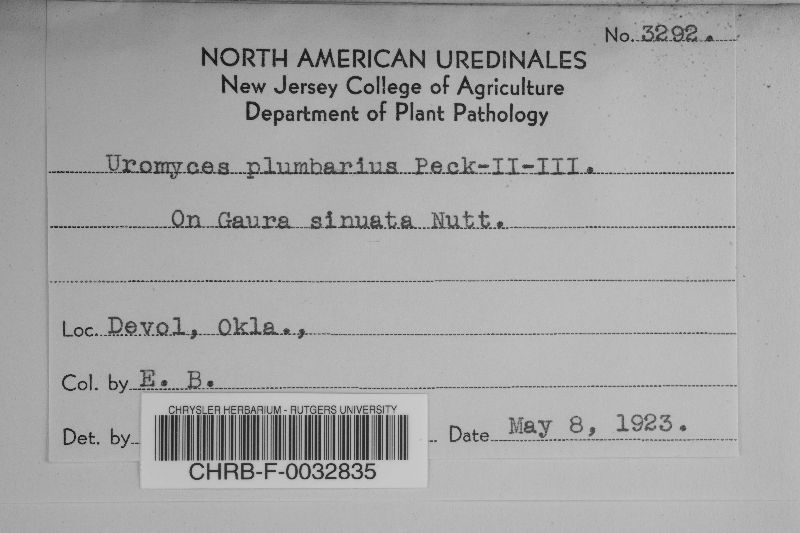 No. 3292.
NORTH AMERICAN UREDINALES
New Jersey College of Agriculture
Department of Plant Pathology
Uromyces plumbarius Peck-II-III.
On Gaura sinuata Nutt.
Loc. Devol, Okla.,
Col. by E. B.
Det. by
Date May 8, 1923.
CHRYSLER HERBARIUM - RUTGERS UNIVERSITY
CHRB-F-0032835